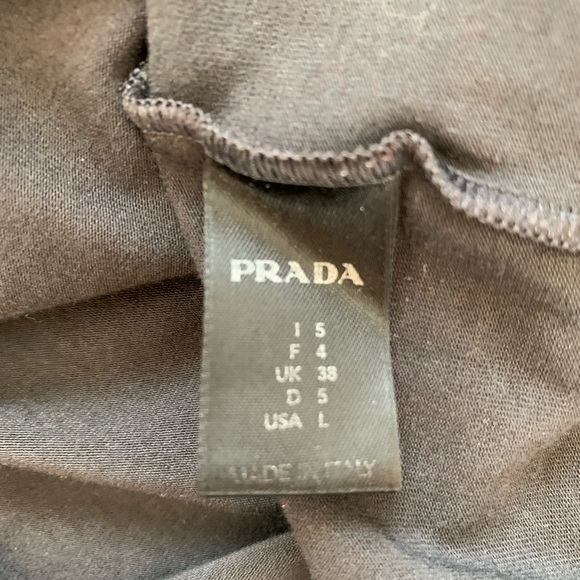 PRADA
I 5
F 4
UK 38
D 5
USA L
MADE IN ITALY